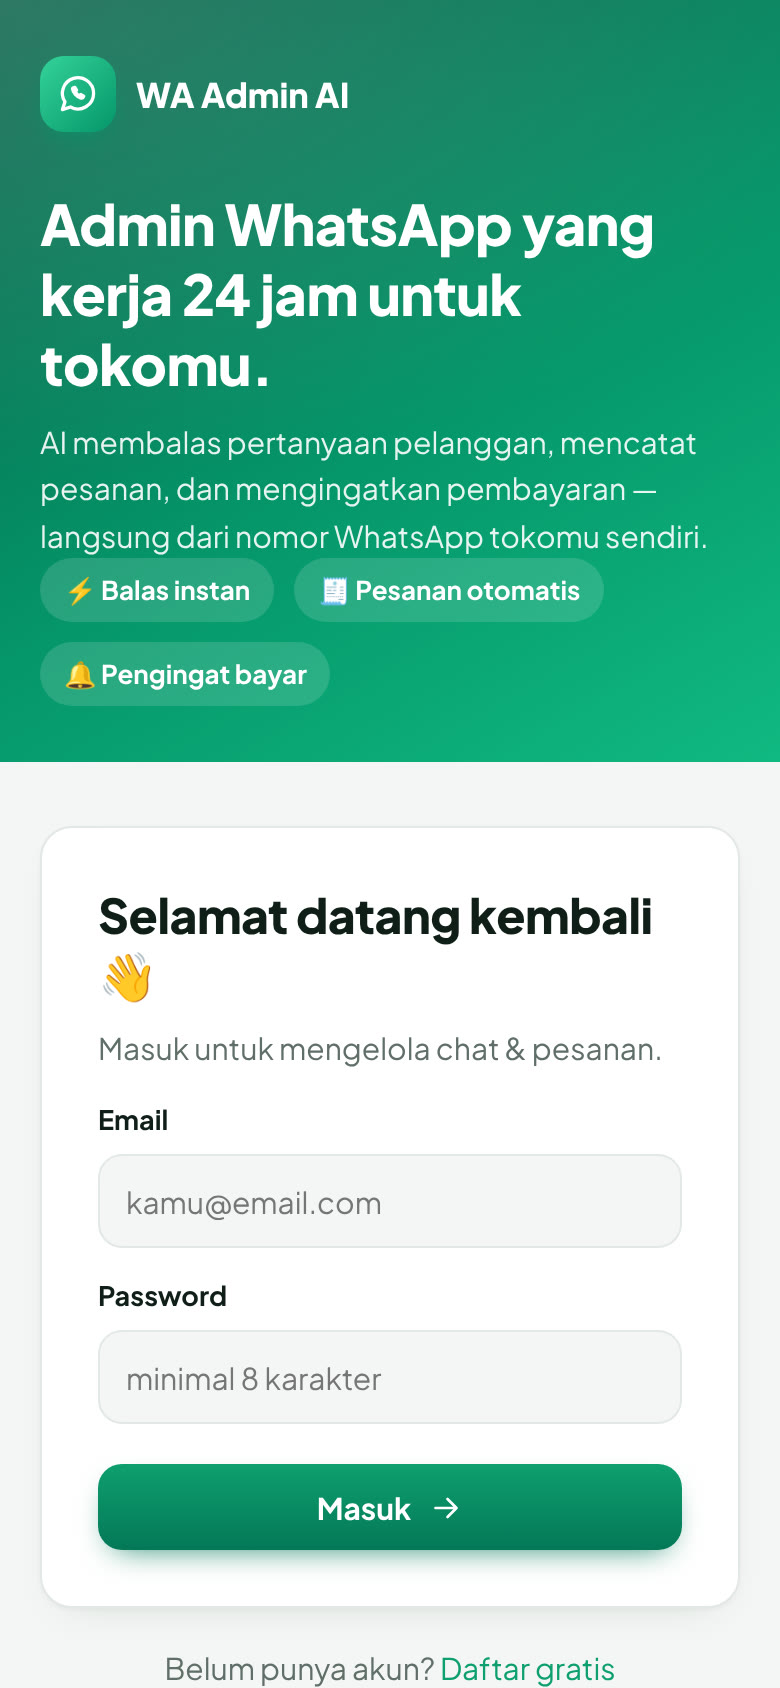 WA Admin AI
Admin WhatsApp yang
kerja 24 jam untuk
tokomu.
AI membalas pertanyaan pelanggan, mencatat
pesanan, dan mengingatkan pembayaran —
langsung dari nomor WhatsApp tokomu sendiri.
⚡ Balas instan
🧾 Pesanan otomatis
🔔 Pengingat bayar
Selamat datang kembali
👋
Masuk untuk mengelola chat & pesanan.
Email
kamu@email.com
Password
minimal 8 karakter
Masuk →
Belum punya akun? Daftar gratis